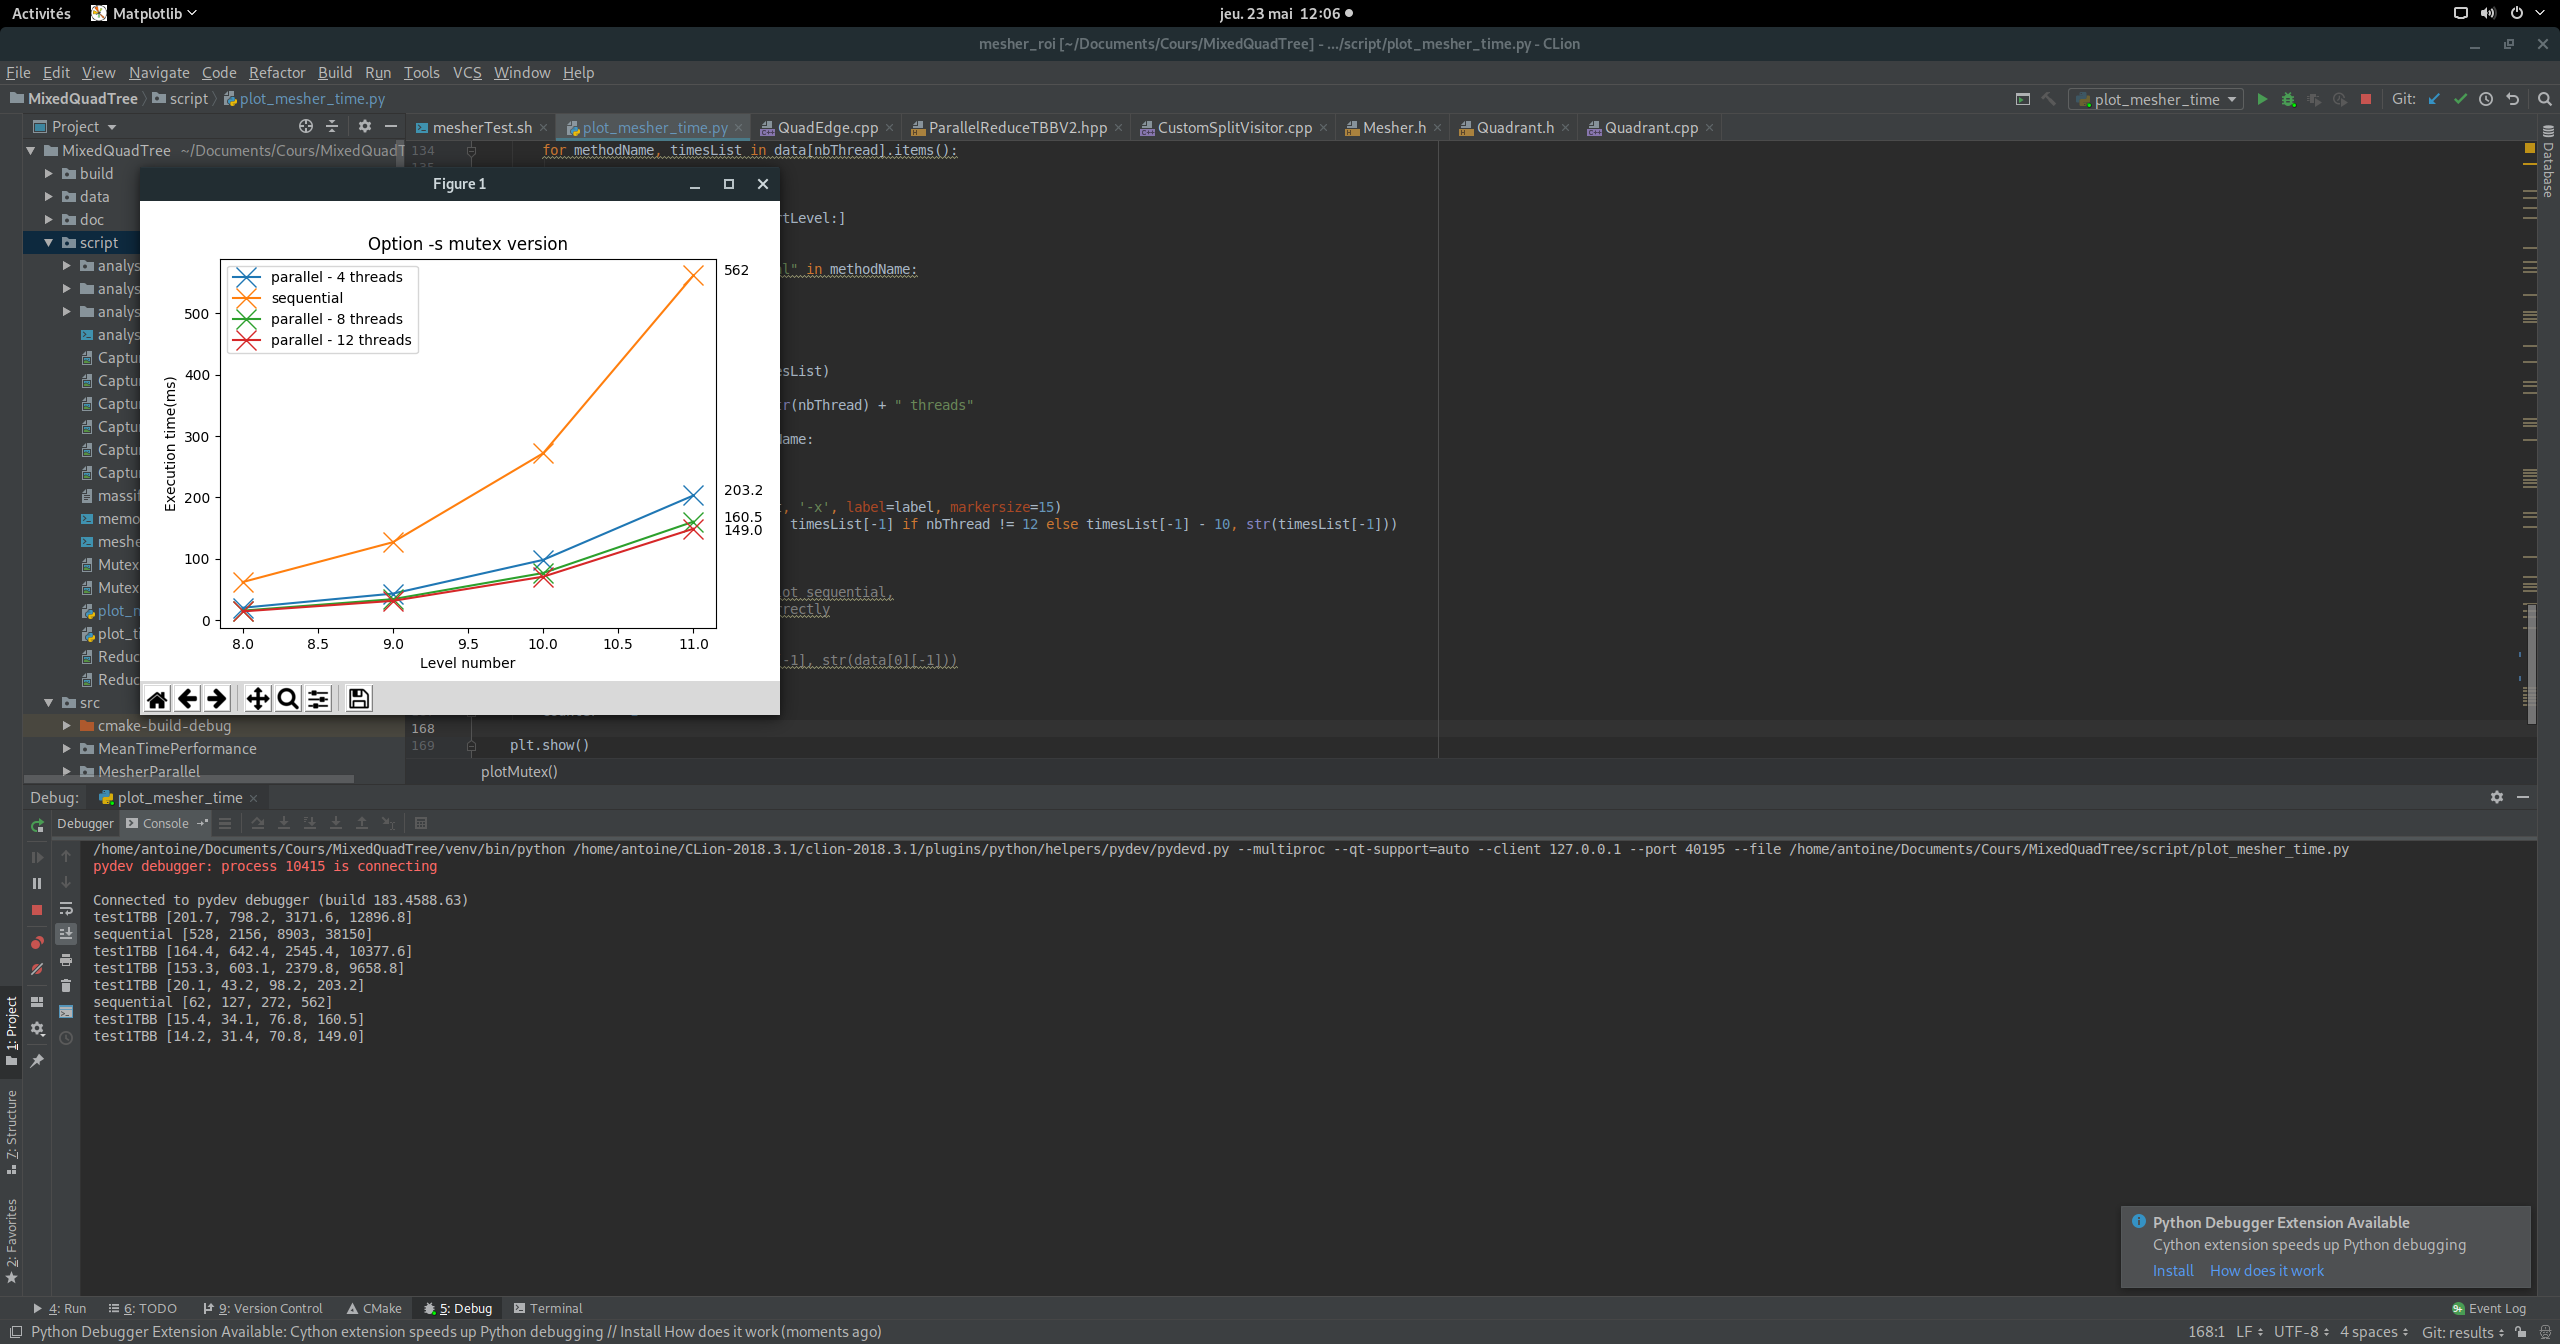 Activités
Matplotlib
jeu. 23 mai 12:06
mesher_roi [~/Documents/Cours/MixedQuadTree] - .../script/plot_mesher_time.py - CLion
File Edit View Navigate Code Refactor Build Run Tools VCS Window Help
MixedQuadTree script plot_mesher_time.py
plot_mesher_time
Git:
Project
mesherTest.sh plot_mesher_time.py QuadEdge.cpp ParallelReduceTBBV2.hpp CustomSplitVisitor.cpp Mesher.h Quadrant.h Quadrant.cpp
MixedQuadTree ~/Documents/Cours/MixedQuadT
134 for methodName, timesList in data[nbThread].items():
build
data
doc
script
analys
analys
analys
analys
Captu
Captu
Captu
Captu
Captu
Captu
massif
memo
meshe
Mutex
Mutex
plot_m
plot_ti
Reduc
Reduc
src
cmake-build-debug
MeanTimePerformance
MesherParallel
Figure 1
Option -s mutex version
parallel - 4 threads
sequential
parallel - 8 threads
parallel - 12 threads
562
203.2
160.5
149.0
Execution time(ms)
500
400
300
200
100
0
8.0 8.5 9.0 9.5 10.0 10.5 11.0
Level number
rtLevel:]
" in methodName:
esList)
r(nbThread) + " threads"
ame:
, '-x', label=label, markersize=15)
timesList[-1] if nbThread != 12 else timesList[-1] - 10, str(timesList[-1]))
ot sequential,
rectly
-1], str(data[0][-1]))
168
169 plt.show()
plotMutex()
Database
Debug: plot_mesher_time
Debugger Console
/home/antoine/Documents/Cours/MixedQuadTree/venv/bin/python /home/antoine/CLion-2018.3.1/clion-2018.3.1/plugins/python/helpers/pydev/pydevd.py --multiproc --qt-support=auto --client 127.0.0.1 --port 40195 --file /home/antoine/Documents/Cours/MixedQuadTree/script/plot_mesher_time.py
pydev debugger: process 10415 is connecting
Connected to pydev debugger (build 183.4588.63)
test1TBB [201.7, 798.2, 3171.6, 12896.8]
sequential [528, 2156, 8903, 38150]
test1TBB [164.4, 642.4, 2545.4, 10377.6]
test1TBB [153.3, 603.1, 2379.8, 9658.8]
test1TBB [20.1, 43.2, 98.2, 203.2]
sequential [62, 127, 272, 562]
test1TBB [15.4, 34.1, 76.8, 160.5]
test1TBB [14.2, 31.4, 70.8, 149.0]
1: Project
7: Structure
2: Favorites
Python Debugger Extension Available
Cython extension speeds up Python debugging
Install How does it work
4: Run 6: TODO 9: Version Control CMake 5: Debug Terminal
9+ Event Log
Python Debugger Extension Available: Cython extension speeds up Python debugging // Install How does it work (moments ago)
168:1 LF UTF-8 4 spaces Git: results